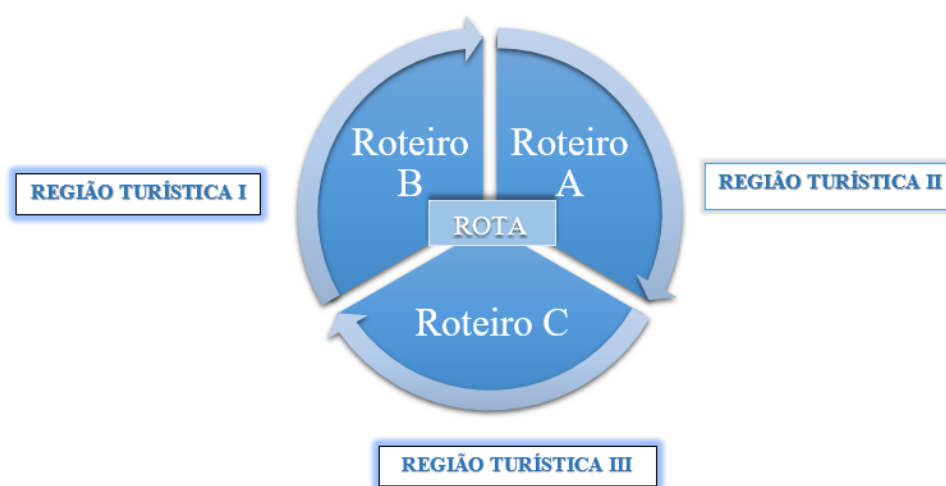 Roteiro
B
Roteiro
A
REGIÃO TURÍSTICA I
REGIÃO TURÍSTICA II
ROTA
Roteiro C
REGIÃO TURÍSTICA III